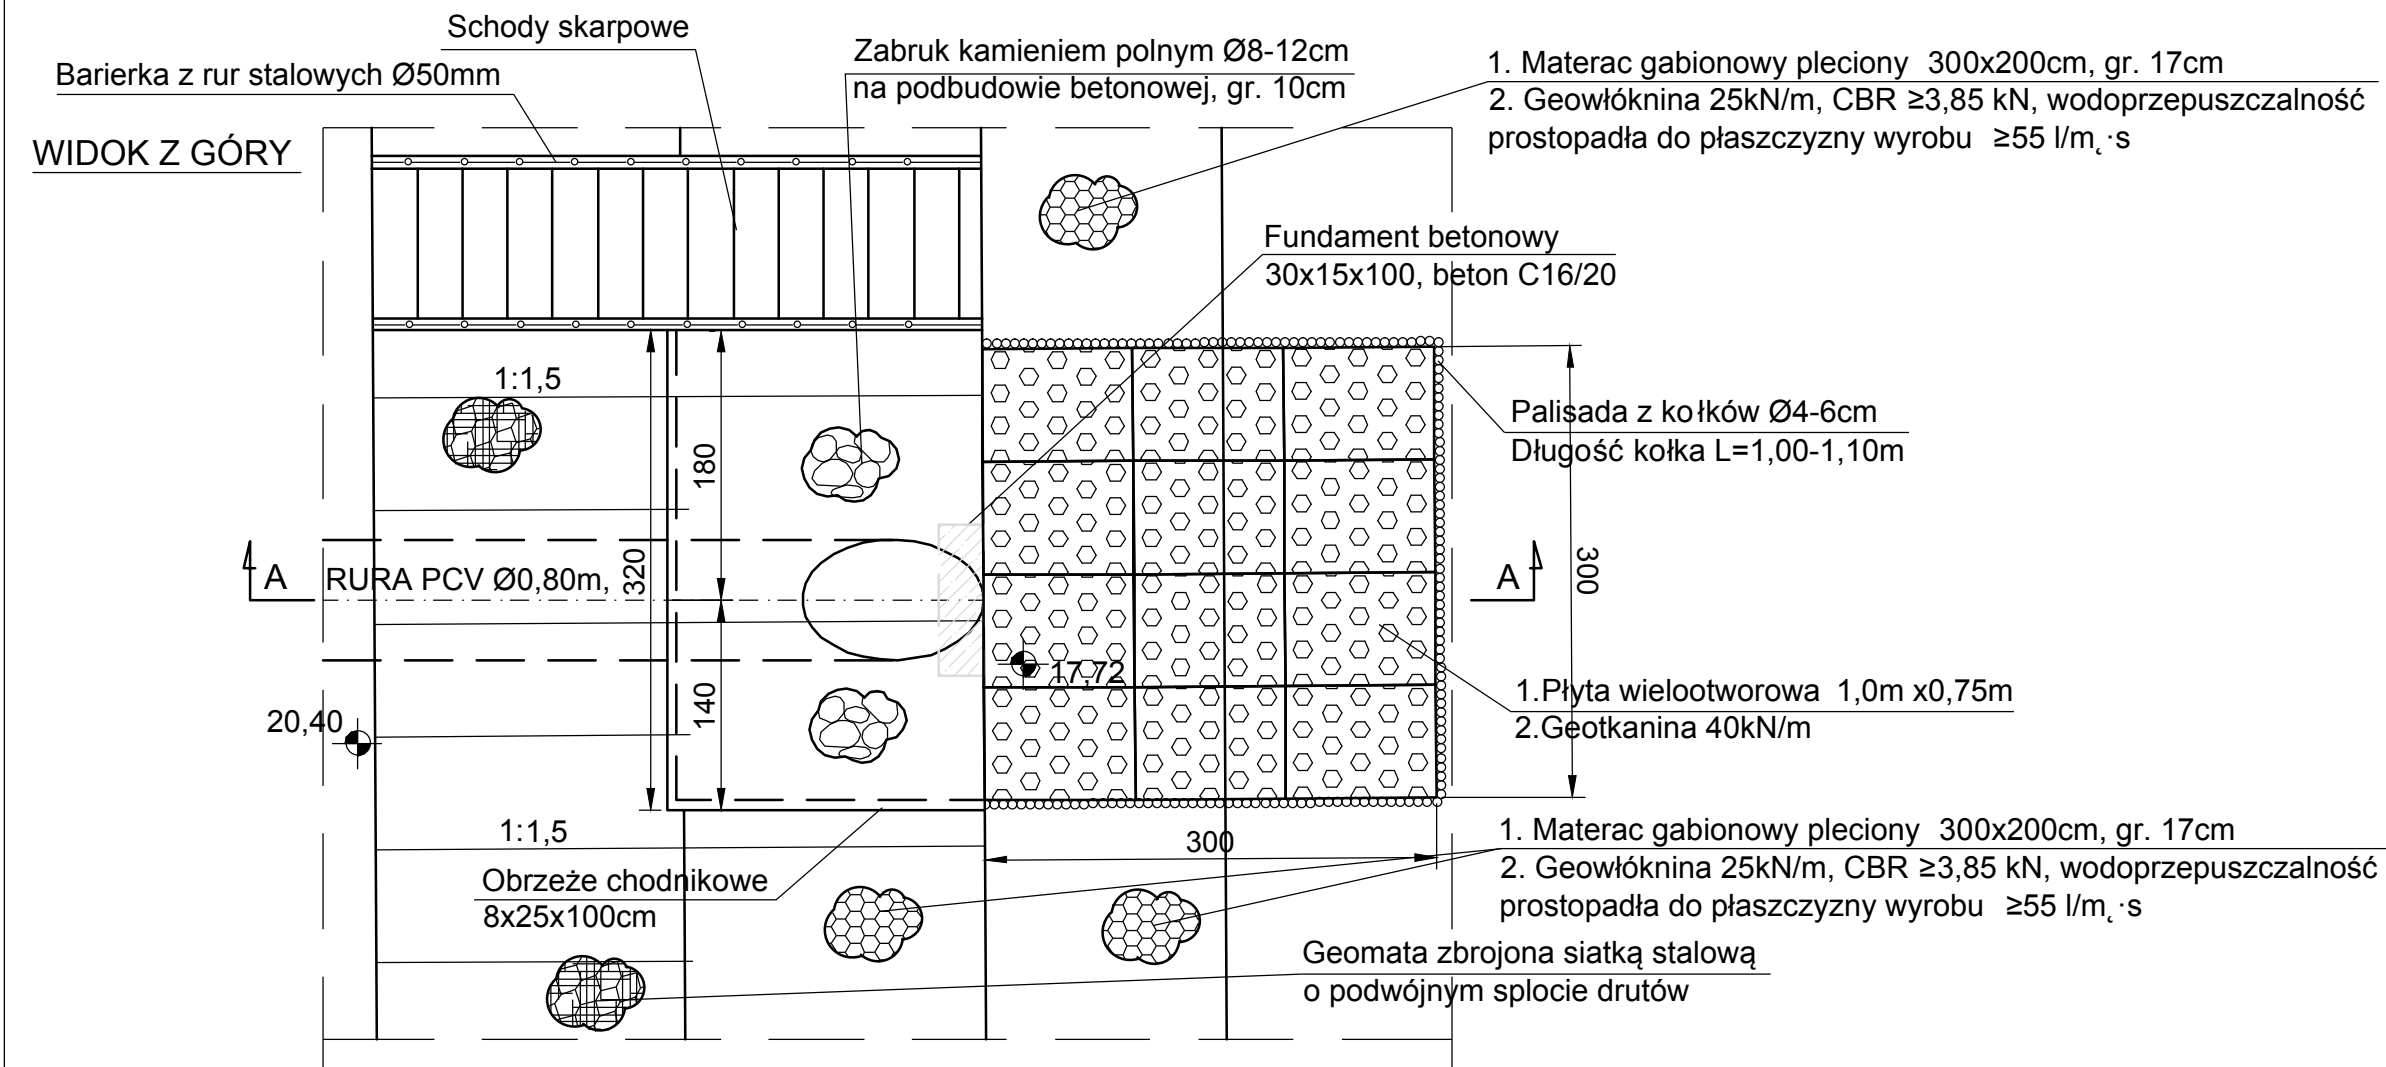 Schody skarpowe
Barierka z rur stalowych Ø50mm
WIDOK Z GÓRY
Zabruk kamieniem polnym Ø8-12cm
na podbudowie betonowej, gr. 10cm
1. Materac gabionowy pleciony 300x200cm, gr. 17cm
2. Geowłóknina 25kN/m, CBR ≥3,85 kN, wodoprzepuszczalność
prostopadła do płaszczyzny wyrobu ≥55 l/m˛·s
Fundament betonowy
30x15x100, beton C16/20
1:1,5
180
Palisada z kołków Ø4-6cm
Długość kołka L=1,00-1,10m
A
RURA PCV Ø0,80m,
320
A
300
17,72
140
20,40
1.Płyta wielootworowa 1,0m x0,75m
2.Geotkanina 40kN/m
1:1,5
300
Obrzeże chodnikowe
8x25x100cm
1. Materac gabionowy pleciony 300x200cm, gr. 17cm
2. Geowłóknina 25kN/m, CBR ≥3,85 kN, wodoprzepuszczalność
prostopadła do płaszczyzny wyrobu ≥55 l/m˛·s
Geomata zbrojona siatką stalową
o podwójnym splocie drutów